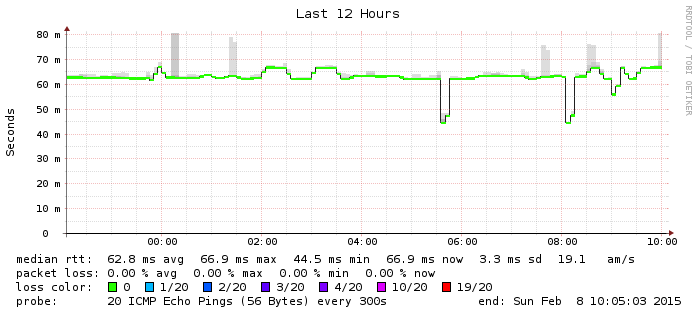 Last 12 Hours
RRDTOOL / TOBI OETIKER
Seconds
80 m
70 m
60 m
50 m
40 m
30 m
20 m
10 m
0
00:00 02:00 04:00 06:00 08:00 10:00
median rtt: 62.8 ms avg 66.9 ms max 44.5 ms min 66.9 ms now 3.3 ms sd 19.1 am/s
packet loss: 0.00 % avg 0.00 % max 0.00 % min 0.00 % now
loss color: 0 1/20 2/20 3/20 4/20 10/20 19/20
probe: 20 ICMP Echo Pings (56 Bytes) every 300s end: Sun Feb 8 10:05:03 2015